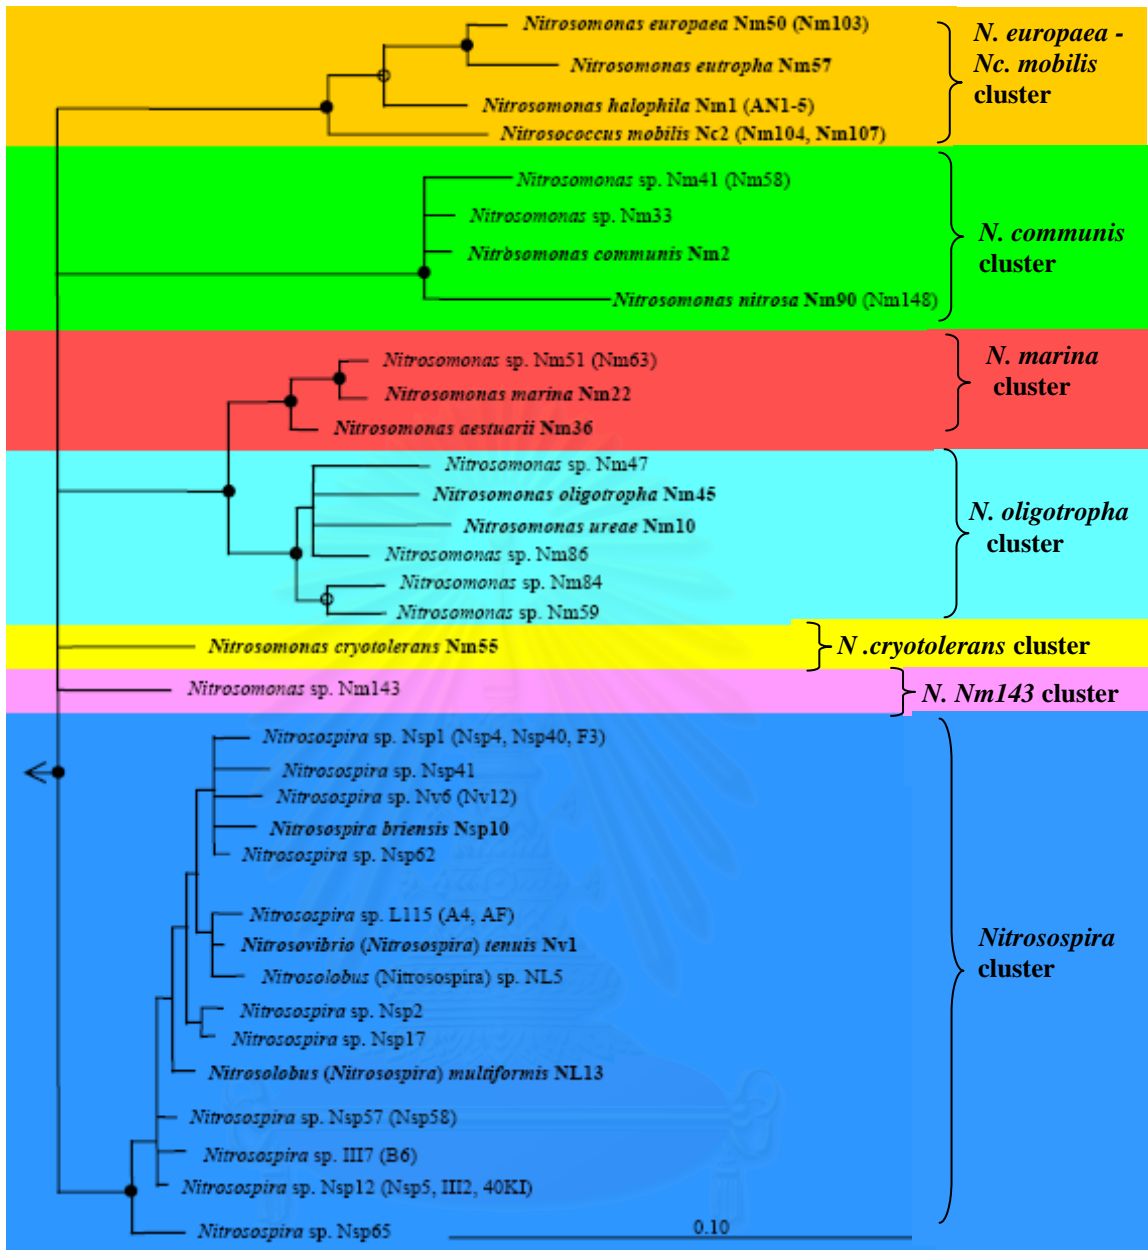 Nitrosomonas europaea Nm50 (Nm103)
Nitrosomonas eutropha Nm57
Nitrosomonas halophila Nm1 (AN1-5)
Nitrosococcus mobilis Nc2 (Nm104, Nm107)
N. europaea -
Nc. mobilis
cluster
Nitrosomonas sp. Nm41 (Nm58)
Nitrosomonas sp. Nm33
Nitrosomonas communis Nm2
Nitrosomonas nitrosa Nm90 (Nm148)
N. communis
cluster
Nitrosomonas sp. Nm51 (Nm63)
Nitrosomonas marina Nm22
Nitrosomonas aestuarii Nm36
N. marina
cluster
Nitrosomonas sp. Nm47
Nitrosomonas oligotropha Nm45
Nitrosomonas ureae Nm10
Nitrosomonas sp. Nm86
Nitrosomonas sp. Nm84
Nitrosomonas sp. Nm59
N. oligotropha
cluster
Nitrosomonas cryotolerans Nm55
N .cryotolerans cluster
Nitrosomonas sp. Nm143
N. Nm143 cluster
Nitrosospira sp. Nsp1 (Nsp4, Nsp40, F3)
Nitrosospira sp. Nsp41
Nitrosospira sp. Nv6 (Nv12)
Nitrosospira briensis Nsp10
Nitrosospira sp. Nsp62
Nitrosospira sp. L115 (A4, AF)
Nitrosovibrio (Nitrosospira) tenuis Nv1
Nitrosolobus (Nitrosospira) sp. NL5
Nitrosospira sp. Nsp2
Nitrosospira sp. Nsp17
Nitrosolobus (Nitrosospira) multiformis NL13
Nitrosospira sp. Nsp57 (Nsp58)
Nitrosospira sp. III7 (B6)
Nitrosospira sp. Nsp12 (Nsp5, III2, 40KI)
Nitrosospira sp. Nsp65
Nitrosospira
cluster
0.10